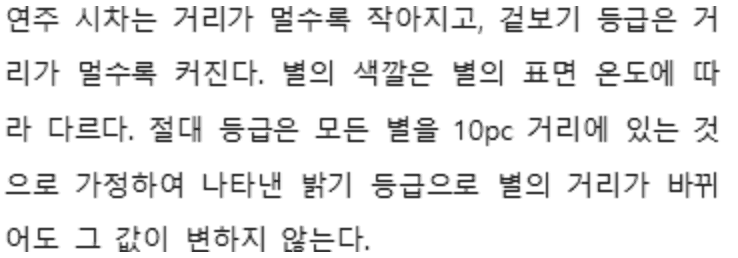 연주 시차는 거리가 멀수록 작아지고, 겉보기 등급은 거
리가 멀수록 커진다. 별의 색깔은 별의 표면 온도에 따
라 다르다. 절대 등급은 모든 별을 10pc 거리에 있는 것
으로 가정하여 나타낸 밝기 등급으로 별의 거리가 바뀌
어도 그 값이 변하지 않는다.